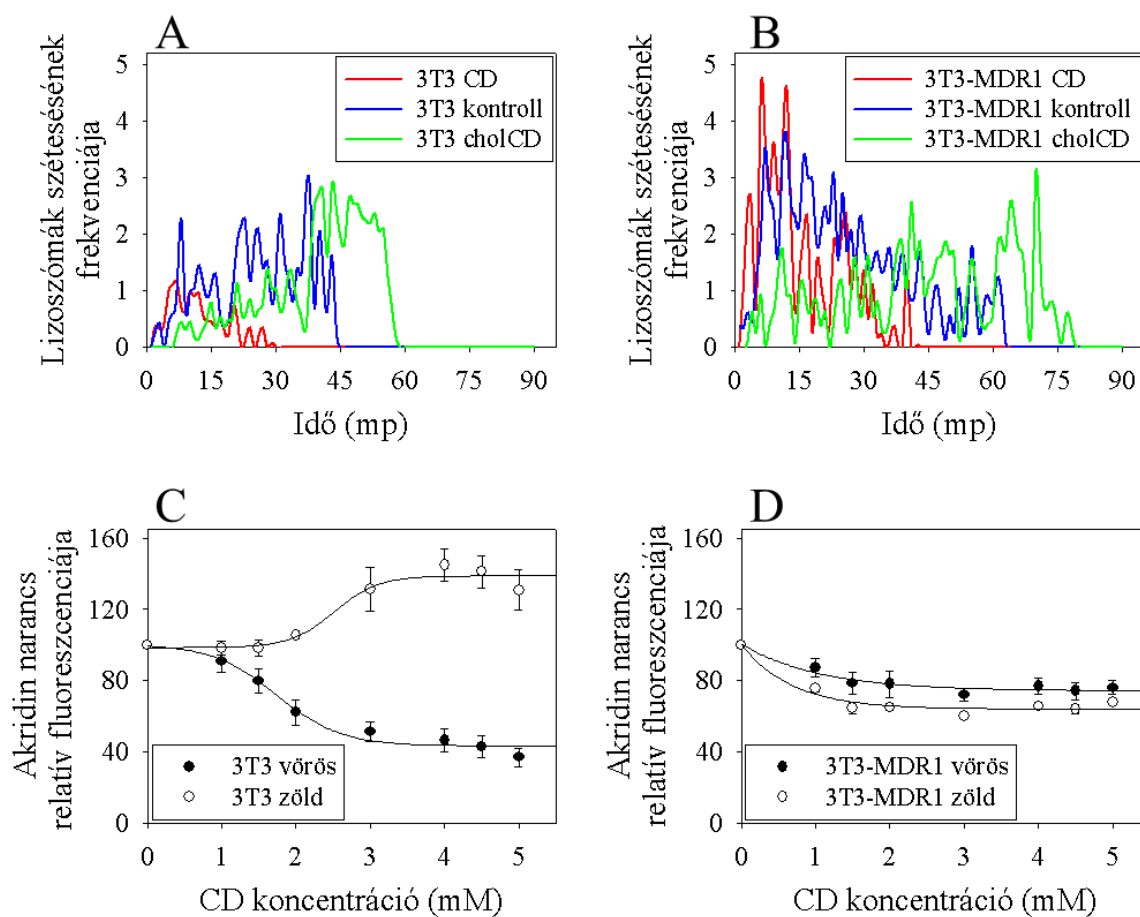 A
Lizoszómák szétesésének
frekvenciája
5
4
3
2
1
0
3T3 CD
3T3 kontroll
3T3 cholCD
0 15 30 45 60 75 90
Idő (mp)
B
Lizoszómák szétesésének
frekvenciája
5
4
3
2
1
0
3T3-MDR1 CD
3T3-MDR1 kontroll
3T3-MDR1 cholCD
0 15 30 45 60 75 90
Idő (mp)
C
Akridin narancs
relatív fluoreszcenciája
160
120
80
40
0
3T3 vörös
3T3 zöld
0 1 2 3 4 5
CD koncentráció (mM)
D
Akridin narancs
relatív fluoreszcenciája
160
120
80
40
0
3T3-MDR1 vörös
3T3-MDR1 zöld
0 1 2 3 4 5
CD koncentráció (mM)